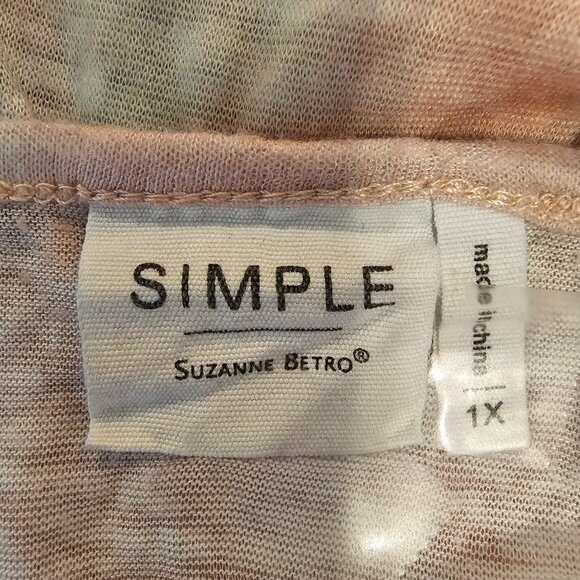 SIMPLE
SUZANNE BETRO®
made in china
1X